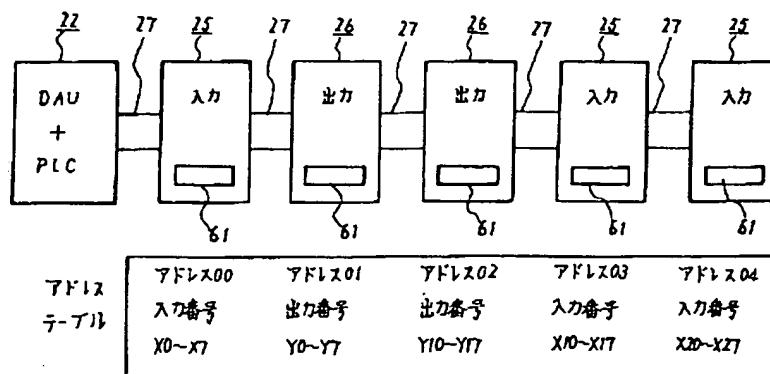 22 27 25 27 26 27 26 27 25 27 25
DAU 入力 出力 出力 入力 入力
+
PLC
61 61 61 61 61
アドレス00 アドレス01 アドレス02 アドレス03 アドレス04
アドレス
入力番号 出力番号 出力番号 入力番号 入力番号
テーブル
X0~X7 Y0~Y7 Y10~Y17 X10~X17 X20~X27